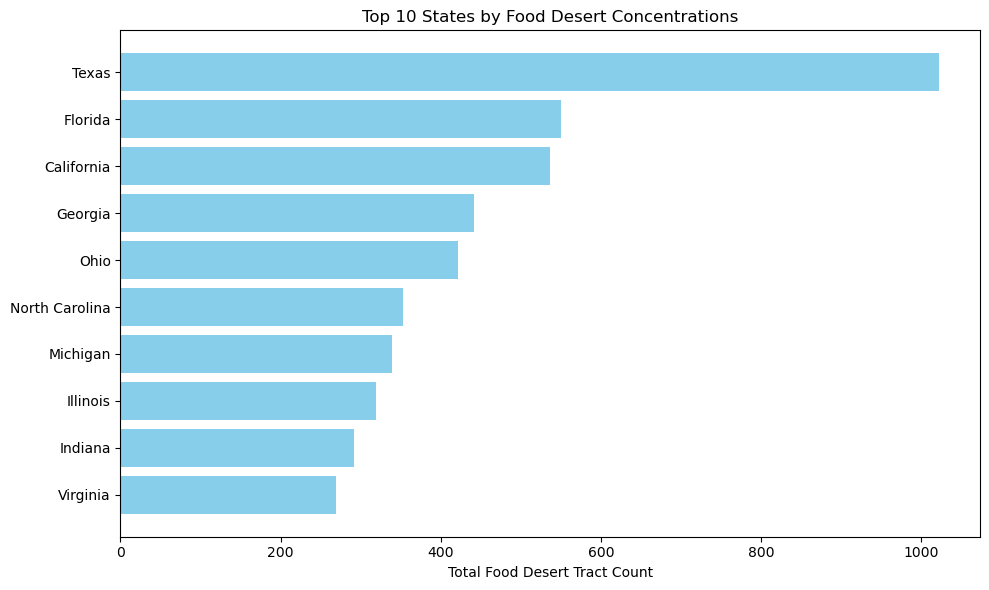 Top 10 States by Food Desert Concentrations
Texas
Florida
California
Georgia
Ohio
North Carolina
Michigan
Illinois
Indiana
Virginia
0 200 400 600 800 1000
Total Food Desert Tract Count